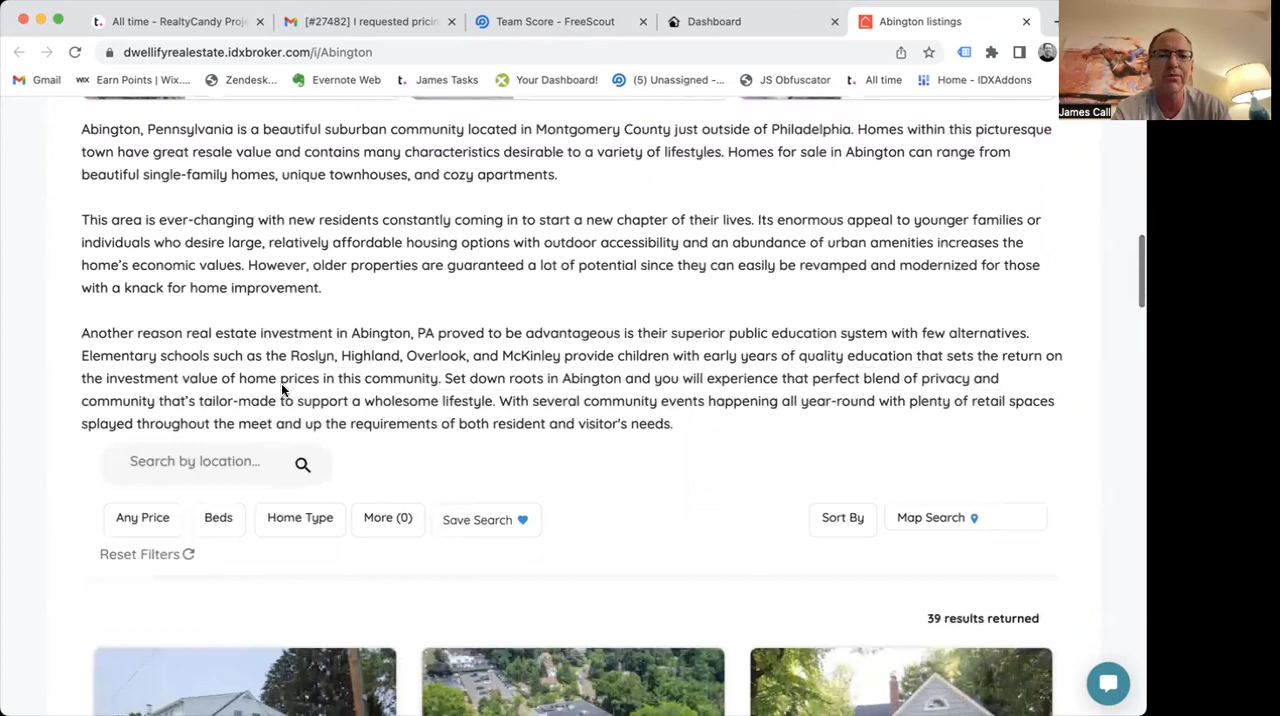 All time - RealtyCandy Proj
[#27482] I requested pricin
Team Score - FreeScout
Dashboard
Abington listings
dwellifyrealestate.idxbroker.com/i/Abington
Gmail
WX Earn Points | Wix....
Zendesk...
Evernote Web
James Tasks
Your Dashboard!
(5) Unassigned -...
JS Obfuscator
All time
Home - IDXAddons
James Call
Abington, Pennsylvania is a beautiful suburban community located in Montgomery County just outside of Philadelphia. Homes within this picturesque
town have great resale value and contains many characteristics desirable to a variety of lifestyles. Homes for sale in Abington can range from
beautiful single-family homes, unique townhouses, and cozy apartments.
This area is ever-changing with new residents constantly coming in to start a new chapter of their lives. Its enormous appeal to younger families or
individuals who desire large, relatively affordable housing options with outdoor accessibility and an abundance of urban amenities increases the
home's economic values. However, older properties are guaranteed a lot of potential since they can easily be revamped and modernized for those
with a knack for home improvement.
Another reason real estate investment in Abington, PA proved to be advantageous is their superior public education system with few alternatives.
Elementary schools such as the Roslyn, Highland, Overlook, and McKinley provide children with early years of quality education that sets the return on
the investment value of home prices in this community. Set down roots in Abington and you will experience that perfect blend of privacy and
community that's tailor-made to support a wholesome lifestyle. With several community events happening all year-round with plenty of retail spaces
splayed throughout the meet and up the requirements of both resident and visitor's needs.
Search by location...
Any Price
Beds
Home Type
More (0)
Save Search
Sort By
Map Search
Reset Filters
39 results returned